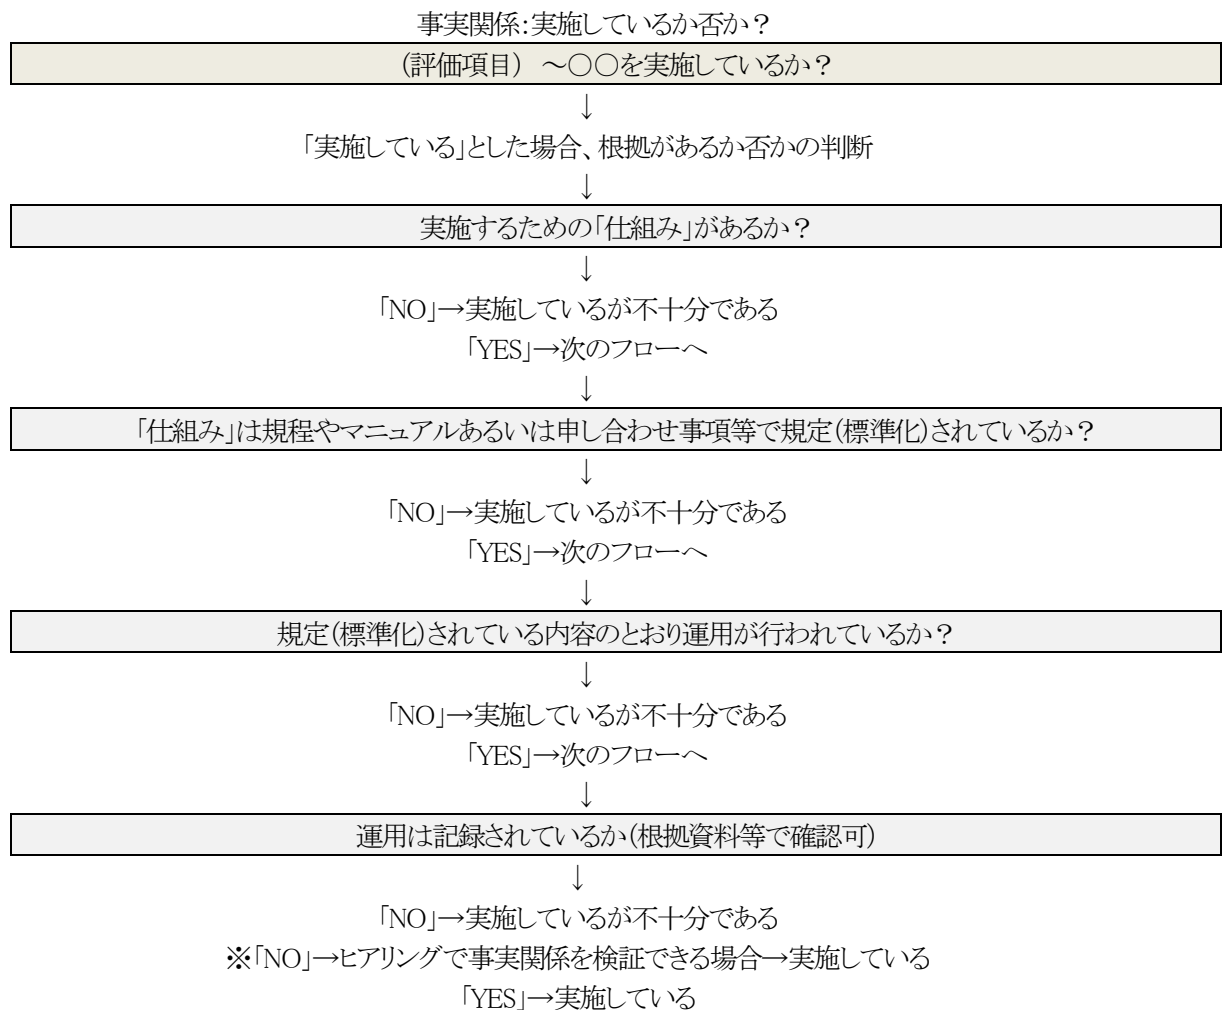 事実関係:実施しているか否か？
(評価項目) ～○○を実施しているか？
↓
「実施している」とした場合、根拠があるか否かの判断
↓
実施するための「仕組み」があるか？
↓
「NO」→実施しているが不十分である
「YES」→次のフローへ
↓
「仕組み」は規程やマニュアルあるいは申し合わせ事項等で規定(標準化)されているか？
↓
「NO」→実施しているが不十分である
「YES」→次のフローへ
↓
規定(標準化)されている内容のとおり運用が行われているか？
↓
「NO」→実施しているが不十分である
「YES」→次のフローへ
↓
運用は記録されているか(根拠資料等で確認可)
↓
「NO」→実施しているが不十分である
※「NO」→ヒアリングで事実関係を検証できる場合→実施している
「YES」→実施している